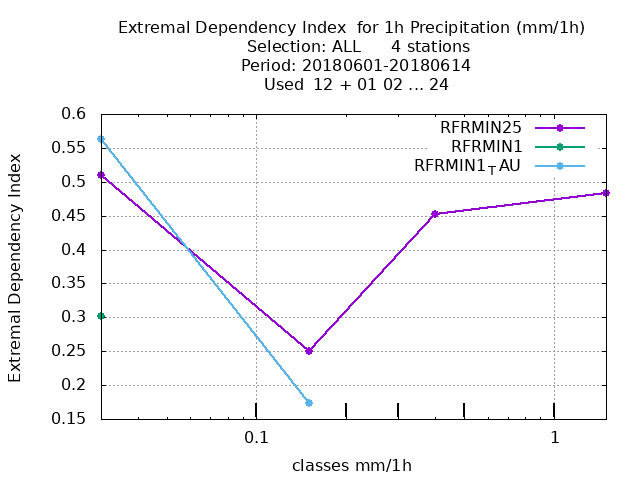 Extremal Dependency Index  for 1h Precipitation (mm/1h)
Selection: ALL      4 stations
Period: 20180601-20180614
Used  12 + 01 02 ... 24
RFRMIN25
RFRMIN1
RFRMIN1TAU
Extremal Dependency Index
0.6
0.55
0.5
0.45
0.4
0.35
0.3
0.25
0.2
0.15
0.1
1
classes mm/1h